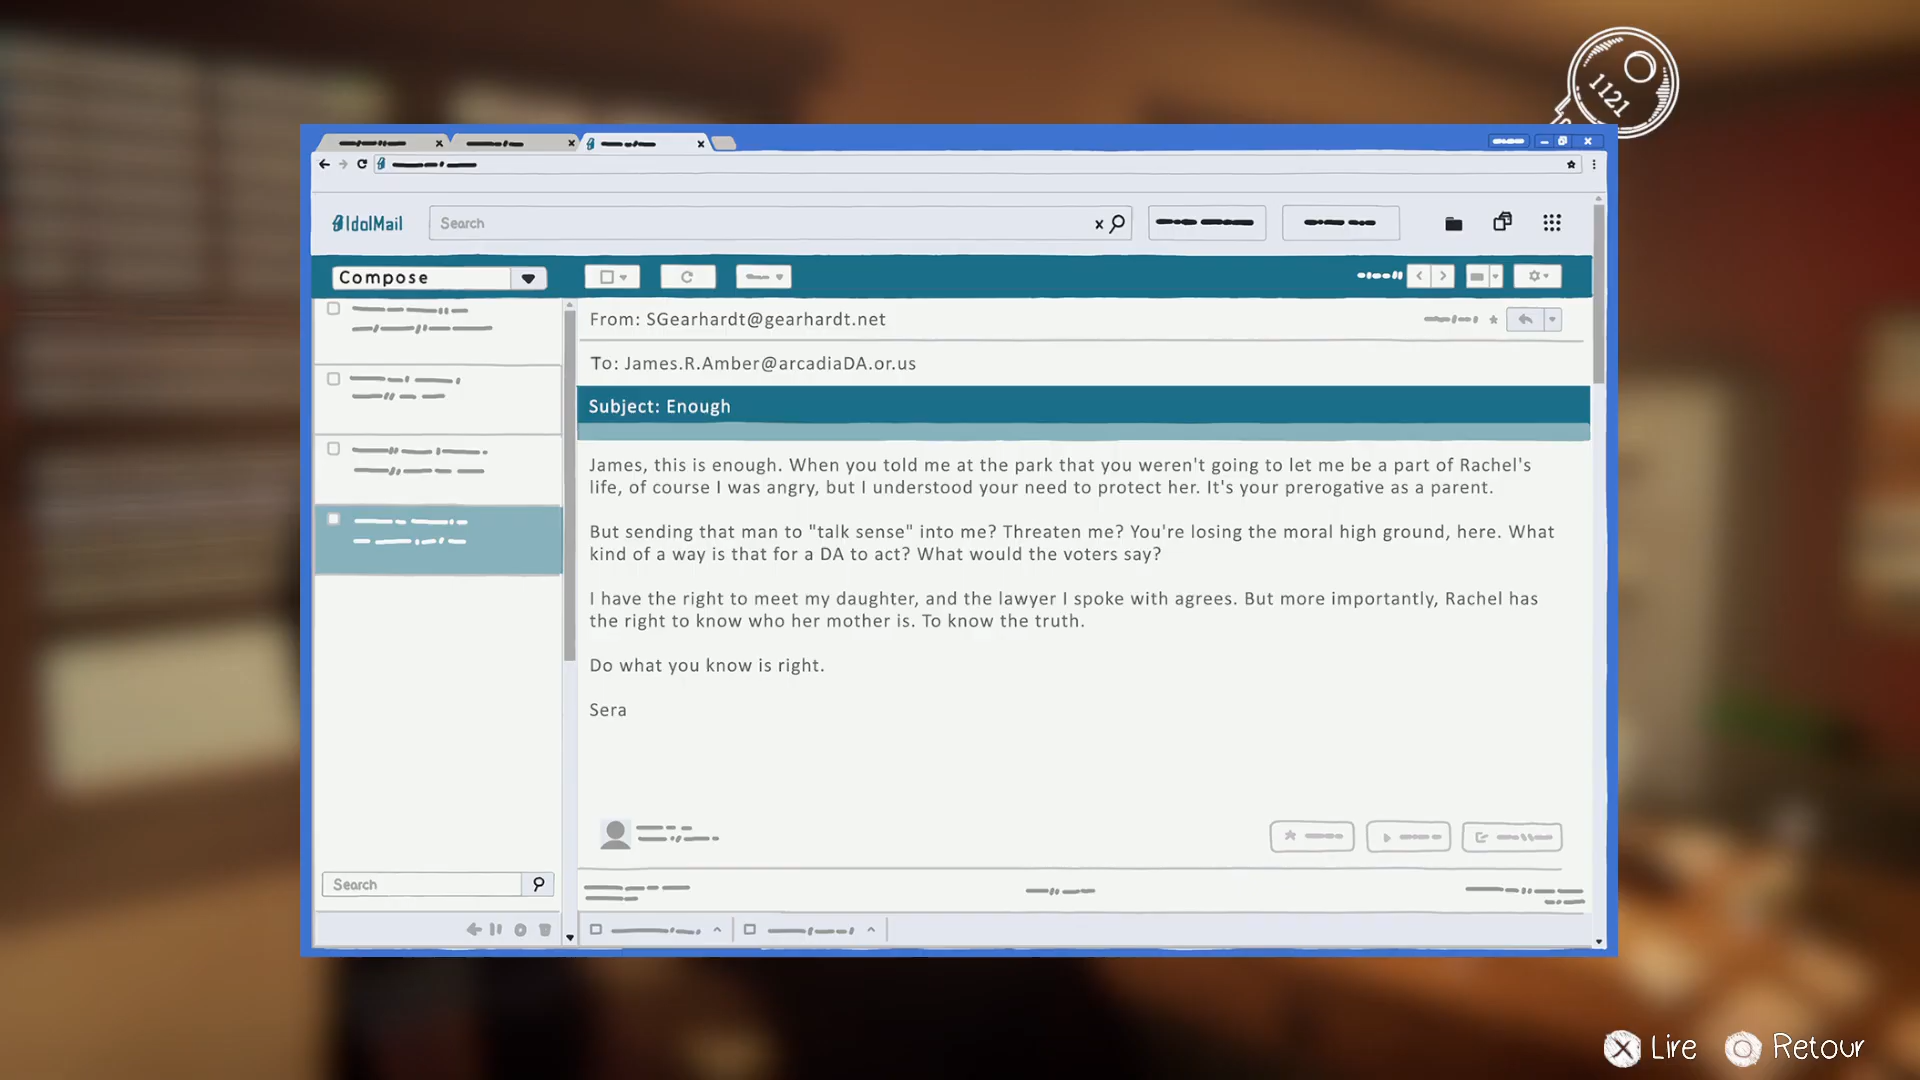 1121
IdolMail
Search
Compose
From: SGearhardt@gearhardt.net
To: James.R.Amber@arcadiaDA.or.us
Subject: Enough
James, this is enough. When you told me at the park that you weren't going to let me be a part of Rachel's
life, of course I was angry, but I understood your need to protect her. It's your prerogative as a parent.
But sending that man to "talk sense" into me? Threaten me? You're losing the moral high ground, here. What
kind of a way is that for a DA to act? What would the voters say?
I have the right to meet my daughter, and the lawyer I spoke with agrees. But more importantly, Rachel has
the right to know who her mother is. To know the truth.
Do what you know is right.
Sera
Search
Lire
Retour